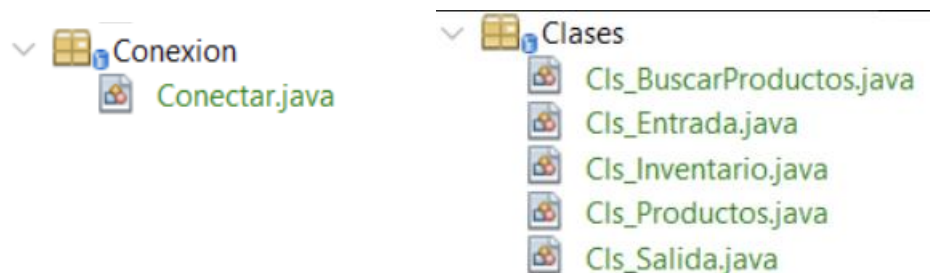 Conexion
Conectar.java
Clases
Cls_BuscarProductos.java
Cls_Entrada.java
Cls_Inventario.java
Cls_Productos.java
Cls_Salida.java